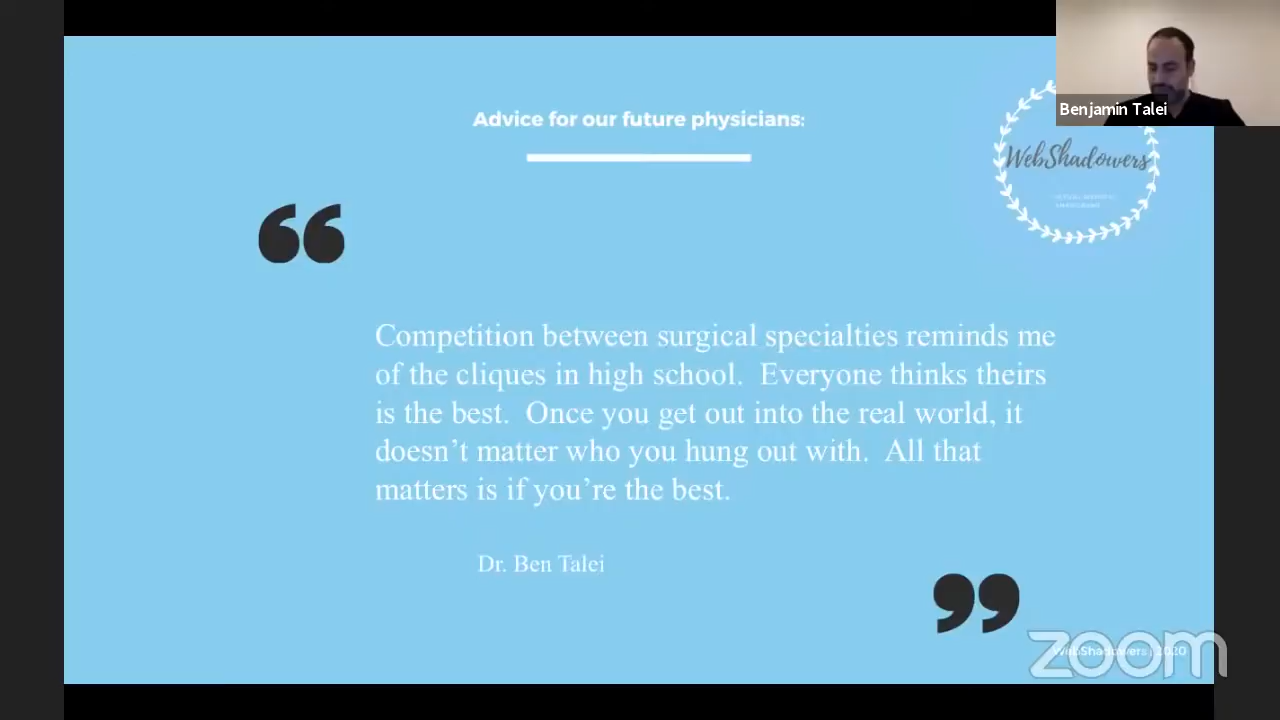 Benjamin Talei
Advice for our future physicians:
WebShadowers
Competition between surgical specialties reminds me
of the cliques in high school.  Everyone thinks theirs
is the best.  Once you get out into the real world, it
doesn’t matter who you hung out with.  All that
matters is if you’re the best.
Dr. Ben Talei
WebShadowers | 2020
zoom